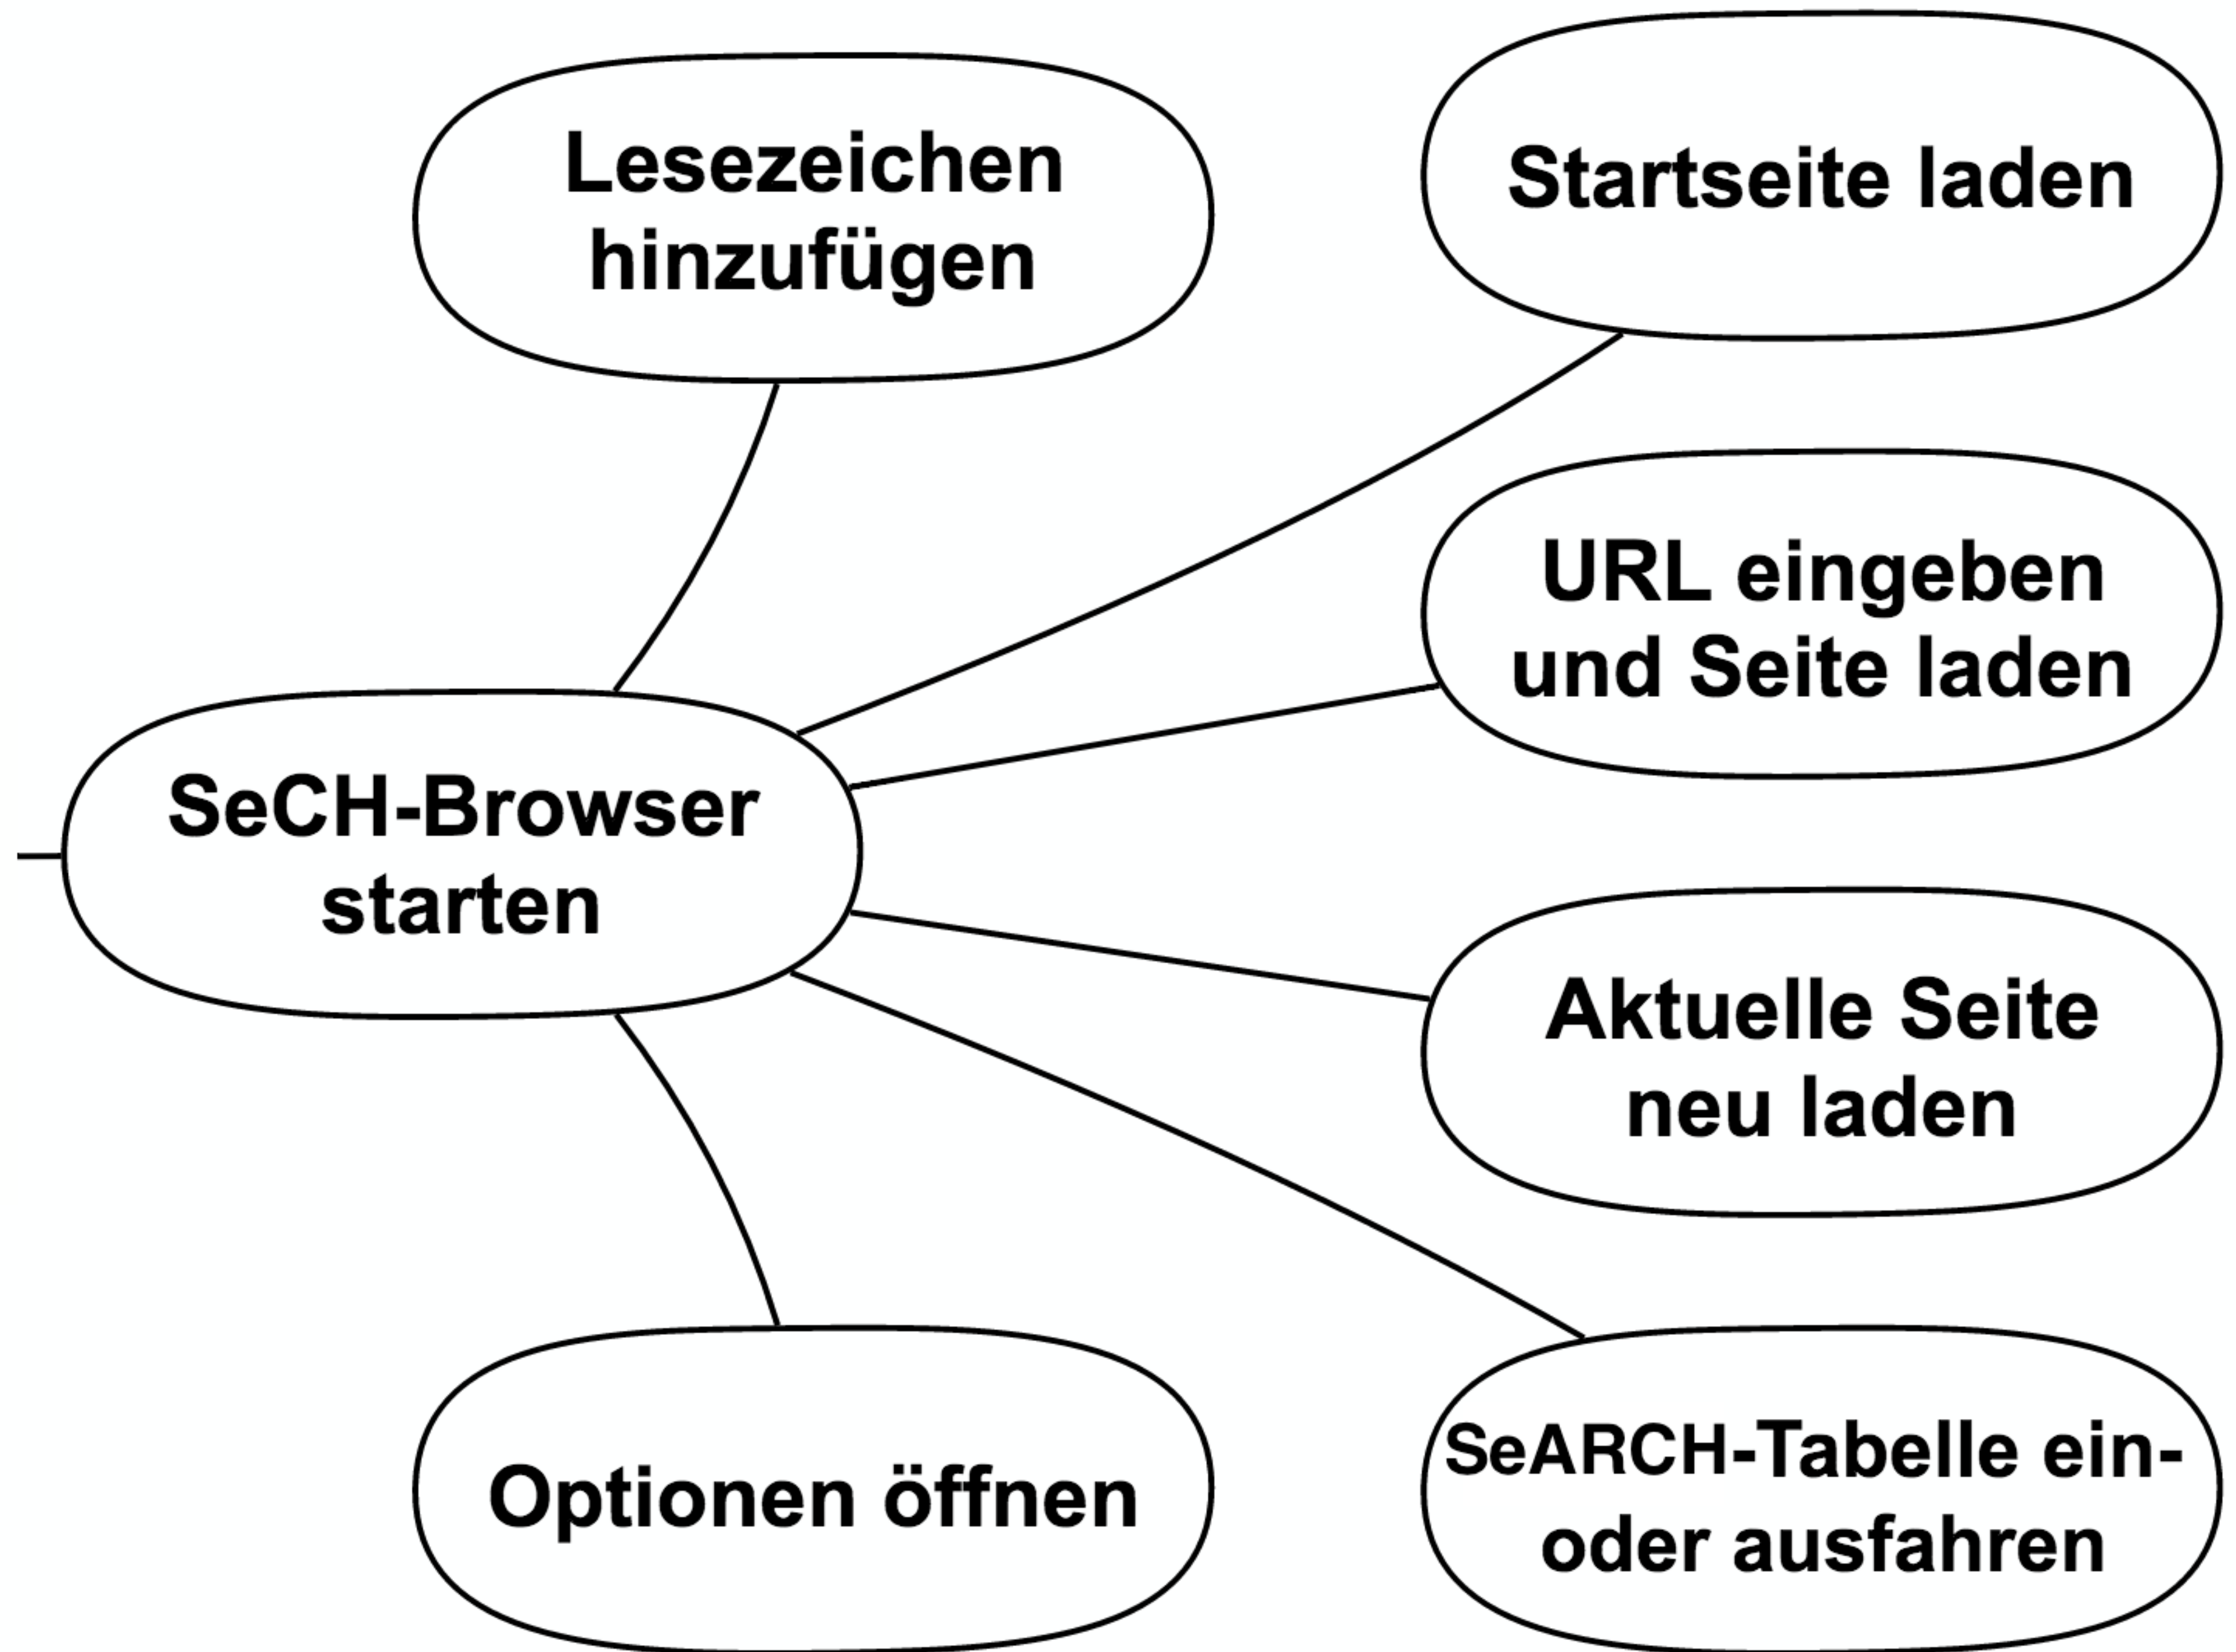 Lesezeichen
hinzufügen
Startseite laden
URL eingeben
und Seite laden
SeCH-Browser
starten
Aktuelle Seite
neu laden
Optionen öffnen
SeARCH-Tabelle ein-
oder ausfahren